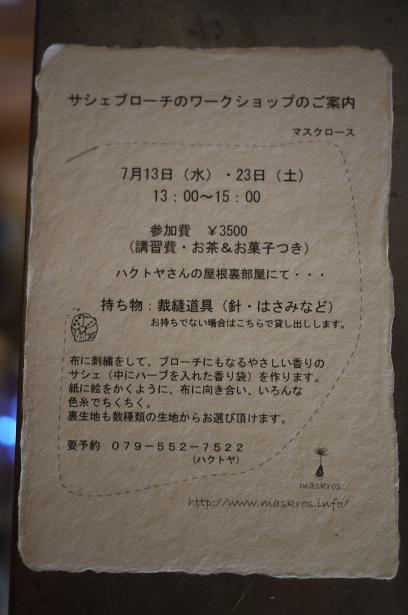 サシェブローチのワークショップのご案内
マスクロース
7月13日（水）・23日（土）
13：00〜15：00
参加費　￥3500
（講習費・お茶＆お菓子つき）
ハクトヤさんの屋根裏部屋にて・・・
持ち物：裁縫道具（針・はさみなど）
お持ちでない場合はこちらで貸し出しします。
布に刺繍をして、ブローチにもなるやさしい香りの
サシェ（中にハーブを入れた香り袋）を作ります。
紙に絵をかくように、布に向き合い、いろんな
色糸でちくちく。
裏生地も数種類の生地からお選び頂けます。
要予約　０７９－５５２－７５２２
（ハクトヤ）
maskros
http://www.maskros.info/